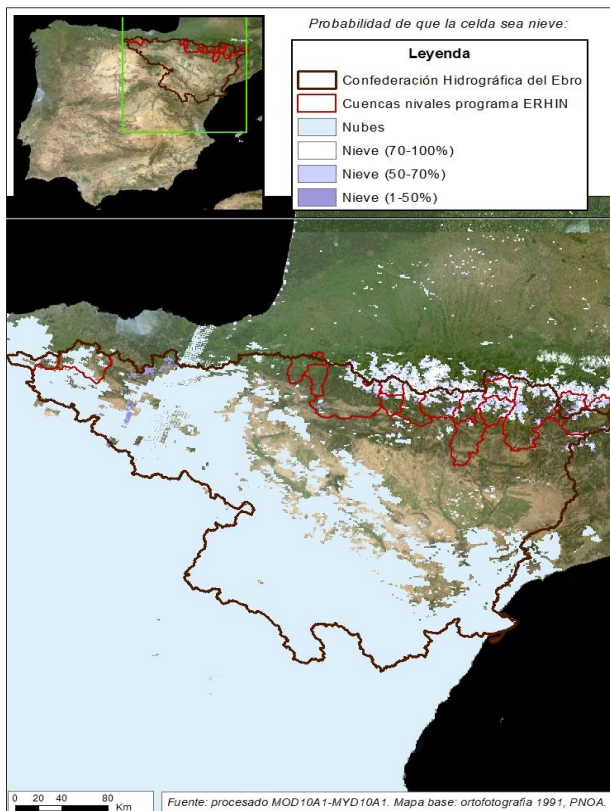 Probabilidad de que la celda sea nieve:
Leyenda
Confederación Hidrográfica del Ebro
Cuencas nivales programa ERHIN
Nubes
Nieve (70-100%)
Nieve (50-70%)
Nieve (1-50%)
0 20 40 80
Km
Fuente: procesado MOD10A1-MYD10A1. Mapa base: ortofotografia 1991, PNOA.